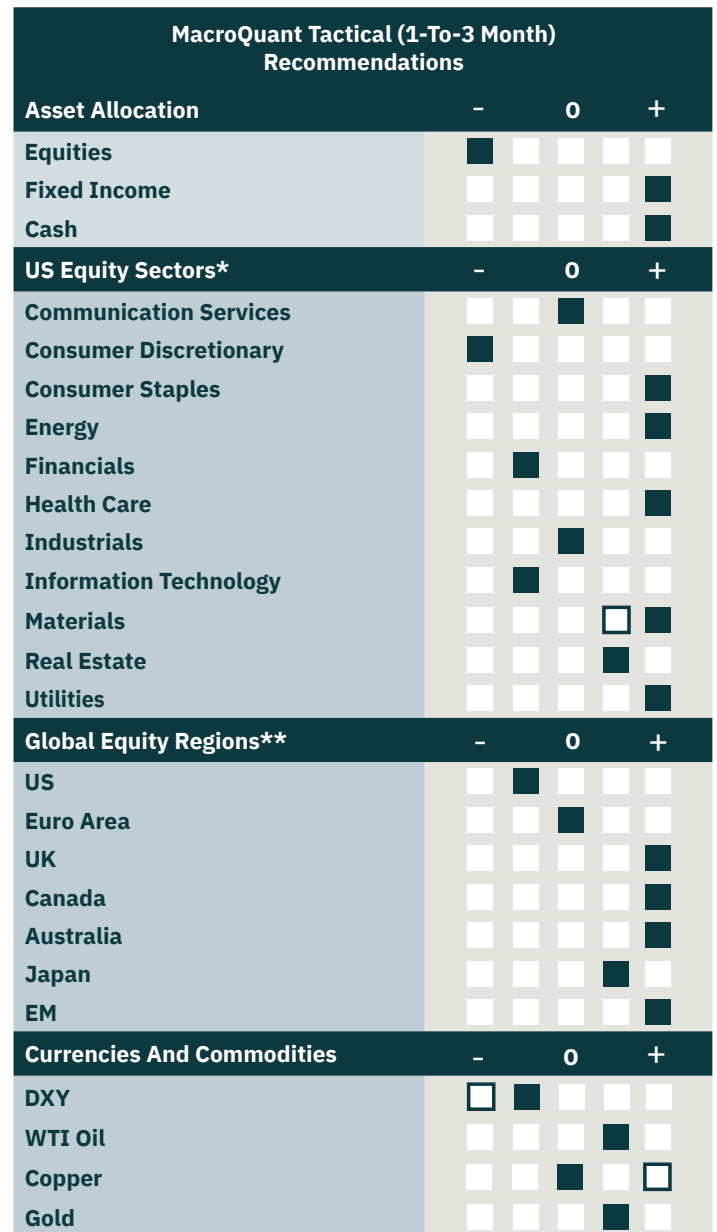 MacroQuant Tactical (1-To-3 Month)
Recommendations
Asset Allocation - 0 +
Equities
Fixed Income
Cash
US Equity Sectors* - 0 +
Communication Services
Consumer Discretionary
Consumer Staples
Energy
Financials
Health Care
Industrials
Information Technology
Materials
Real Estate
Utilities
Global Equity Regions** - 0 +
US
Euro Area
UK
Canada
Australia
Japan
EM
Currencies And Commodities - 0 +
DXY
WTI Oil
Copper
Gold